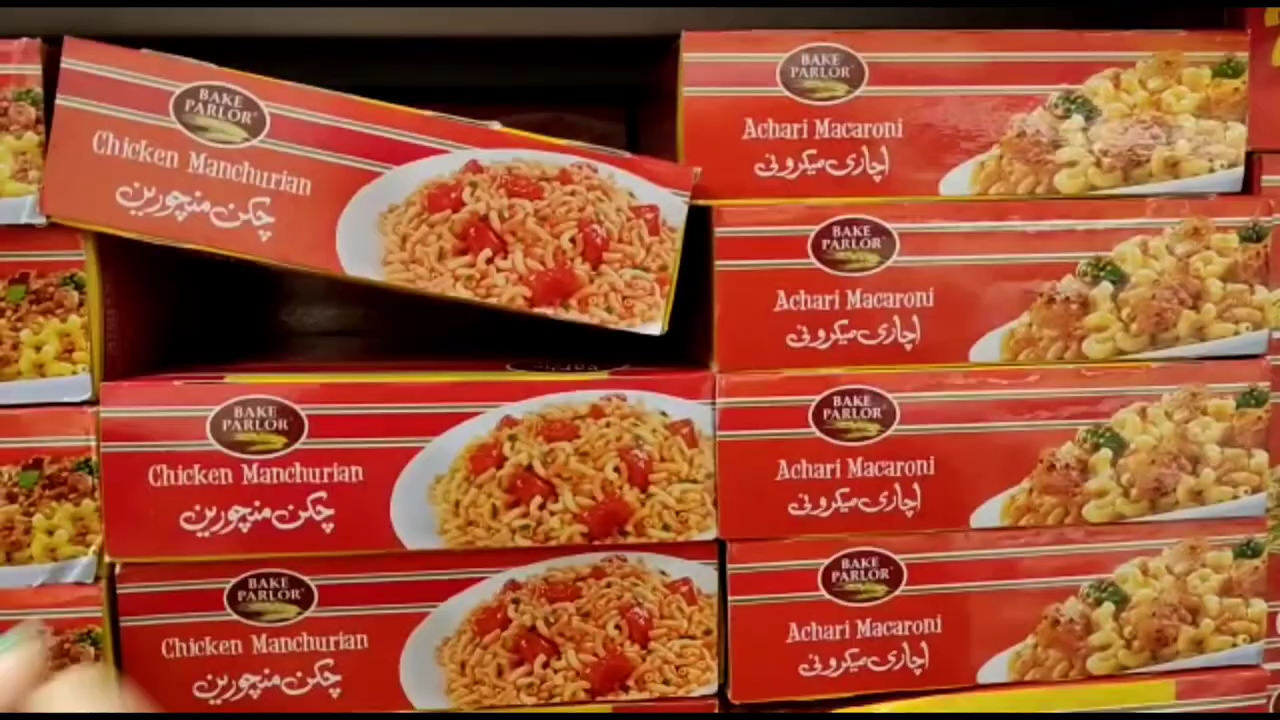 BAKE
PARLOR®
Chicken Manchurian
چکن منچورین
BAKE
PARLOR®
Chicken Manchurian
چکن منچورین
BAKE
PARLOR®
Chicken Manchurian
چکن منچورین
BAKE
PARLOR®
Achari Macaroni
اچاری میکرونی
BAKE
PARLOR®
Achari Macaroni
اچاری میکرونی
BAKE
PARLOR®
Achari Macaroni
اچاری میکرونی
BAKE
PARLOR®
Achari Macaroni
اچاری میکرونی